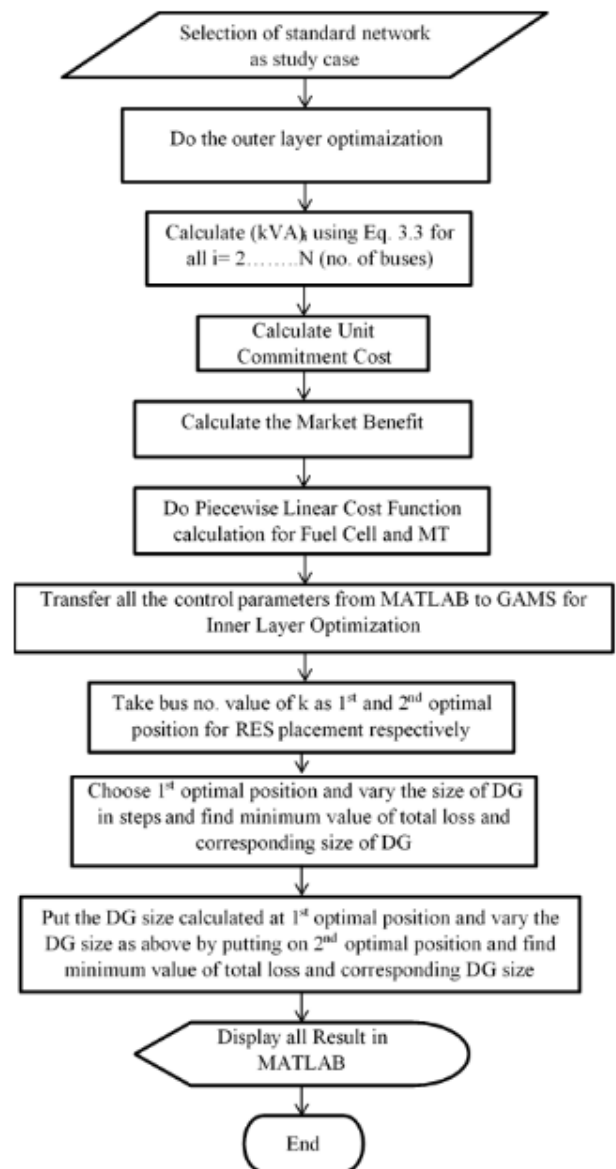 Selection of standard network
as study case
Do the outer layer optimaization
Calculate (kVA)ᵢ using Eq. 3.3 for
all i= 2........N (no. of buses)
Calculate Unit
Commitment Cost
Calculate the Market Benefit
Do Piecewise Linear Cost Function
calculation for Fuel Cell and MT
Transfer all the control parameters from MATLAB to GAMS for
Inner Layer Optimization
Take bus no. value of k as 1st and 2nd optimal
position for RES placement respectively
Choose 1st optimal position and vary the size of DG
in steps and find minimum value of total loss and
corresponding size of DG
Put the DG size calculated at 1st optimal position and vary the
DG size as above by putting on 2nd optimal position and find
minimum value of total loss and corresponding DG size
Display all Result in
MATLAB
End